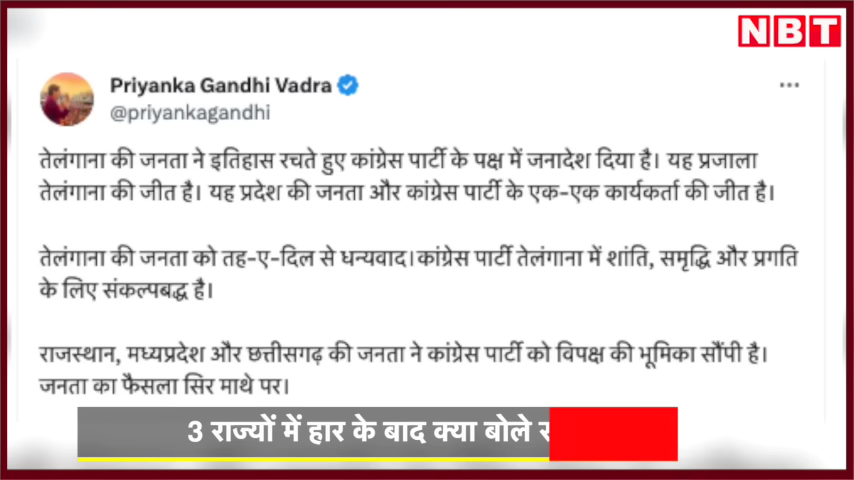 NBT
Priyanka Gandhi Vadra
@priyankagandhi
तेलंगाना की जनता ने इतिहास रचते हुए कांग्रेस पार्टी के पक्ष में जनादेश दिया है। यह प्रजाला
तेलंगाना की जीत है। यह प्रदेश की जनता और कांग्रेस पार्टी के एक-एक कार्यकर्ता की जीत है।
तेलंगाना की जनता को तह-ए-दिल से धन्यवाद।कांग्रेस पार्टी तेलंगाना में शांति, समृद्धि और प्रगति
के लिए संकल्पबद्ध है।
राजस्थान, मध्यप्रदेश और छत्तीसगढ़ की जनता ने कांग्रेस पार्टी को विपक्ष की भूमिका सौंपी है।
जनता का फैसला सिर माथे पर।
3 राज्यों में हार के बाद क्या बोले